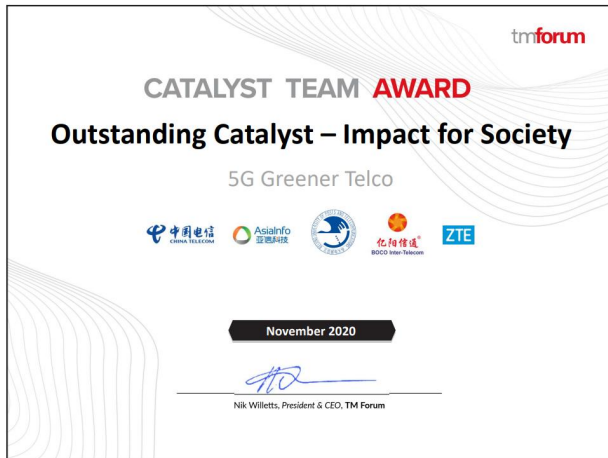 tmforum
CATALYST TEAM AWARD
Outstanding Catalyst – Impact for Society
5G Greener Telco
中国电信
CHINA TELECOM
AsiaInfo
亚信科技
亿阳信通®
BOCO Inter-Telecom
ZTE
November 2020
Nik Willetts, President & CEO, TM Forum